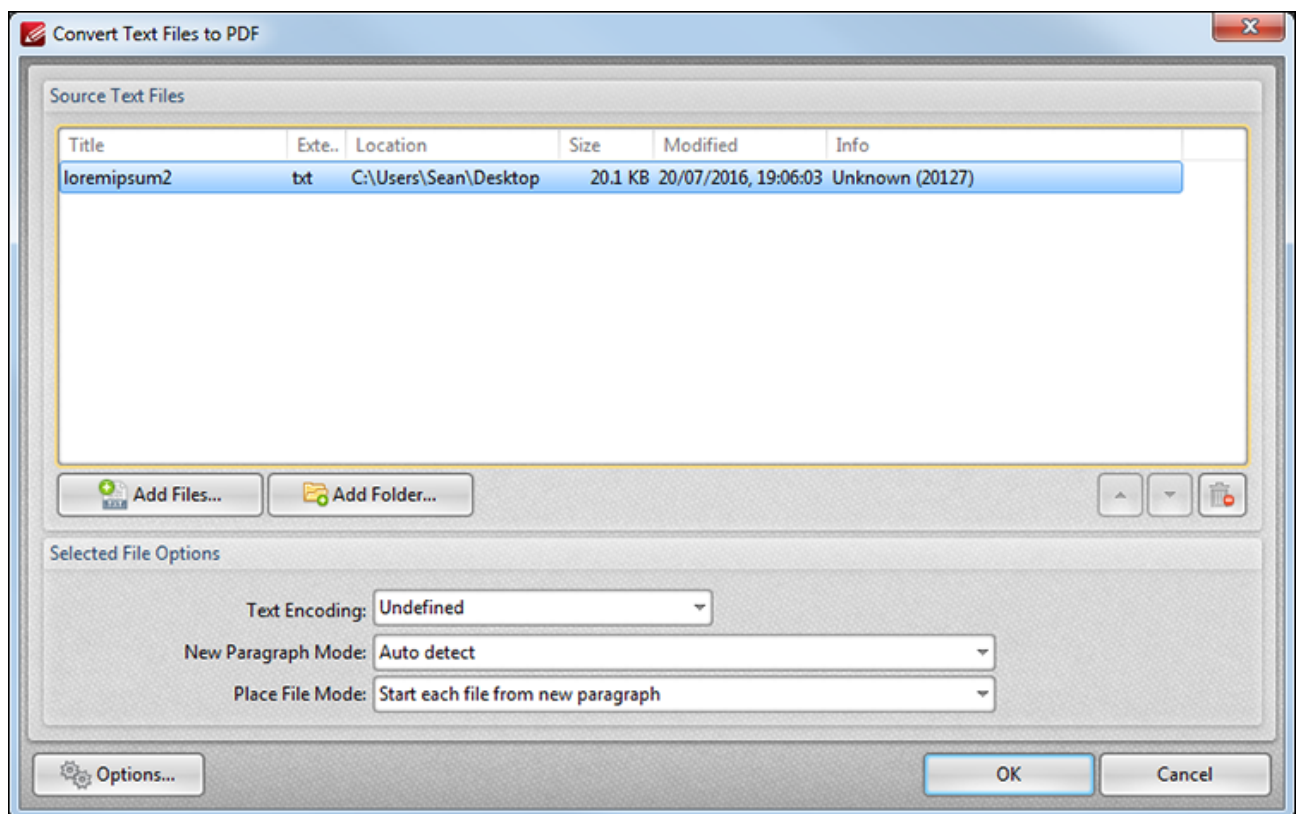 Convert Text Files to PDF
Source Text Files
Title Exte.. Location Size Modified Info
loremipsum2 txt C:\Users\Sean\Desktop 20.1 KB 20/07/2016, 19:06:03 Unknown (20127)
TXT Add Files... Add Folder...
Selected File Options
Text Encoding: Undefined
New Paragraph Mode: Auto detect
Place File Mode: Start each file from new paragraph
Options... OK Cancel